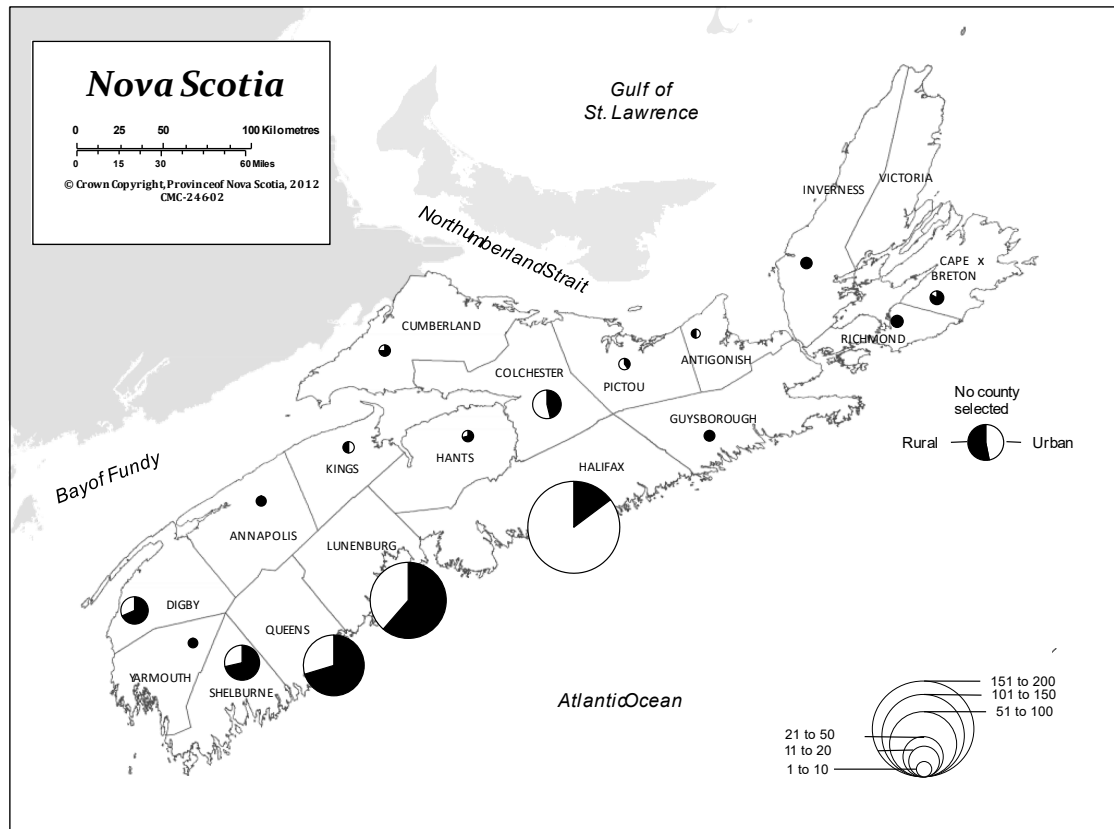 Nova Scotia
0 25 50 100 Kilometres
0 15 30 60 Miles
© Crown Copyright, Provinceof Nova Scotia, 2012
CMC-246-02
Gulf of
St. Lawrence
NorthumberlandStrait
INVERNESS
VICTORIA
CAPE x
BRETON
RICHMOND
CUMBERLAND
COLCHESTER
PICTOU
ANTIGONISH
GUYSBOROUGH
No county
selected
Rural
Urban
HANTS
KINGS
HALIFAX
Bayof Fundy
ANNAPOLIS
LUNENBURG
DIGBY
QUEENS
YARMOUTH
SHELBURNE
AtlanticOcean
151 to 200
101 to 150
51 to 100
21 to 50
11 to 20
1 to 10